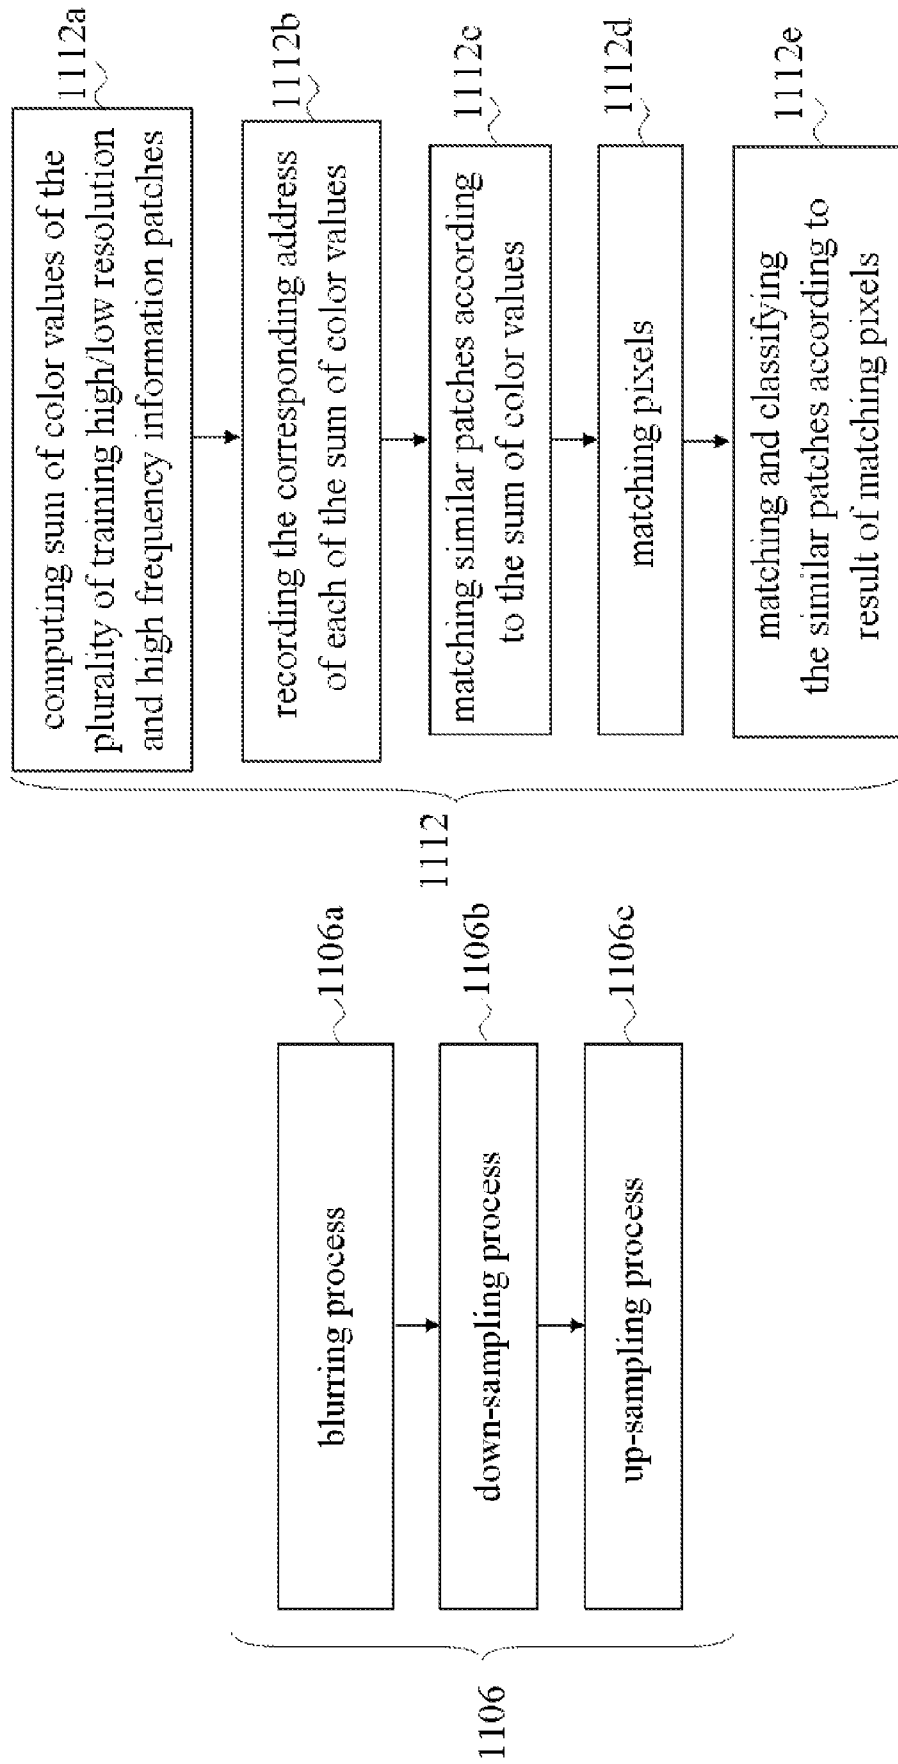 1106
blurring process
1106a
down-sampling process
1106b
up-sampling process
1106c
1112
computing sum of color values of the
plurality of training high/low resolution
and high frequency information patches
1112a
recording the corresponding address
of each of the sum of color values
1112b
matching similar patches according
to the sum of color values
1112c
matching pixels
1112d
matching and classifying
the similar patches according to
result of matching pixels
1112e